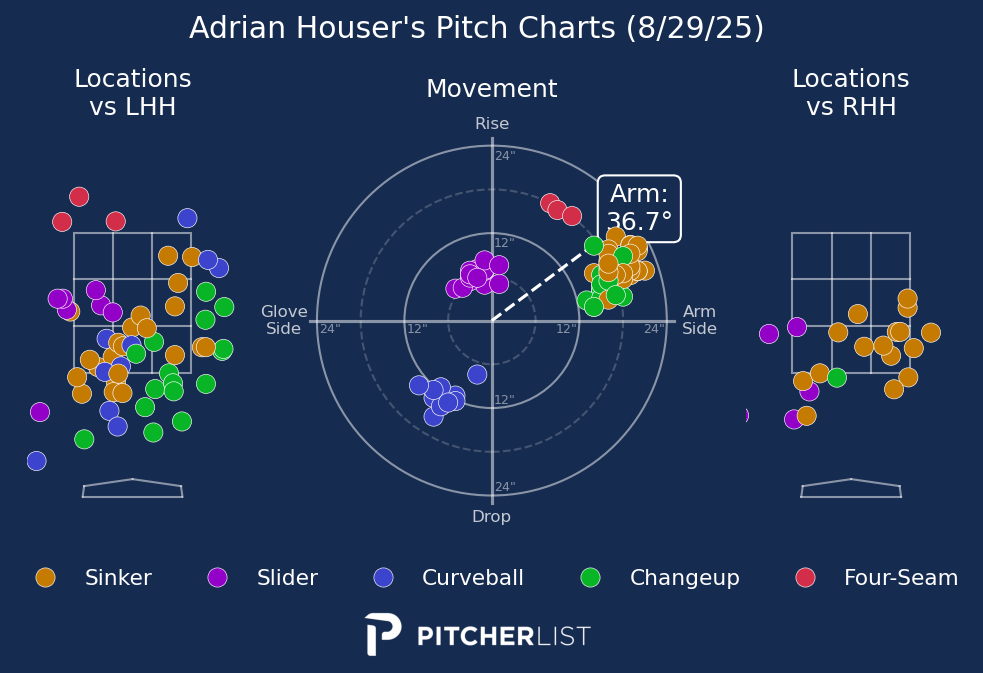 Adrian Houser's Pitch Charts (8/29/25)
Locations
vs LHH
Movement
Locations
vs RHH
Rise
24"
Arm:
36.7°
12"
Glove
Side
24"
12"
12"
24"
Arm
Side
12"
24"
Drop
Sinker
Slider
Curveball
Changeup
Four-Seam
PITCHERLIST